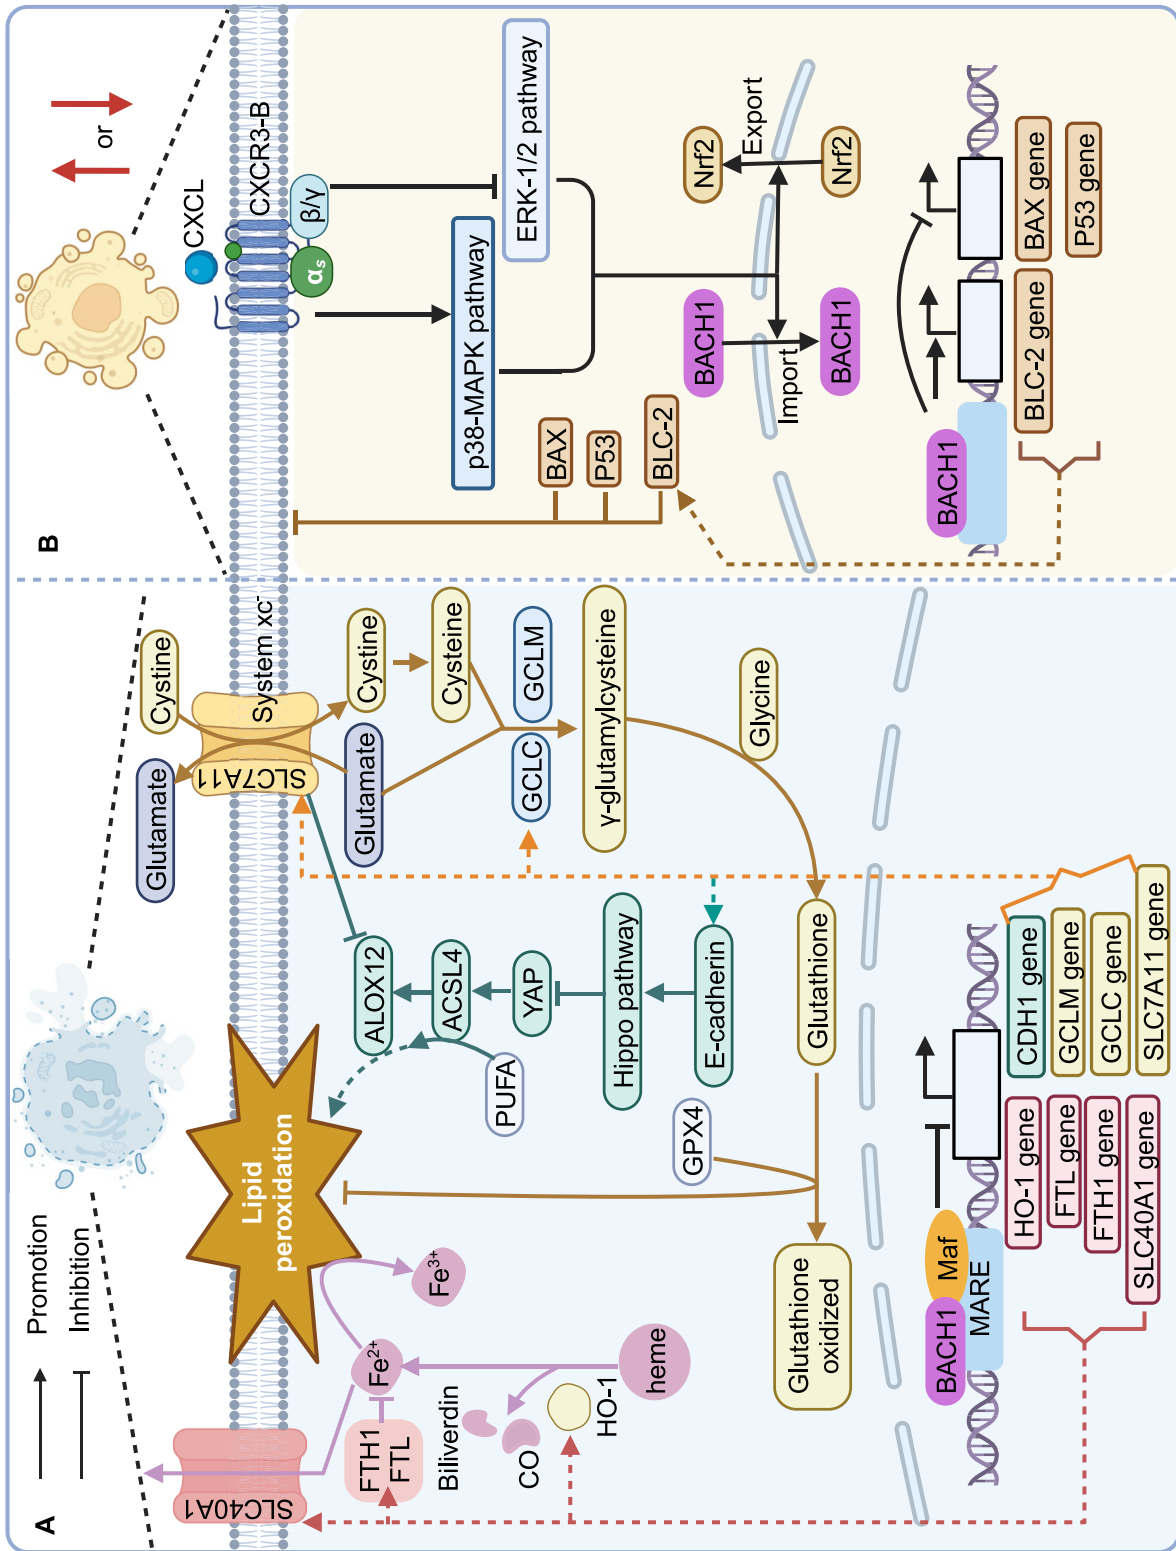 A
Promotion
Inhibition
SLC40A1
FTH1
FTL
Fe2+
Fe3+
Biliverdin
CO
HO-1
heme
Lipid
peroxidation
Glutamate
Cystine
SLC7A11
System xc-
Glutamate
Cystine
Cysteine
GCLC
GCLM
γ-glutamylcysteine
Glycine
ALOX12
ACSL4
YAP
PUFA
Hippo pathway
E-cadherin
GPX4
Glutathione
Glutathione
oxidized
BACH1
Maf
MARE
HO-1 gene
FTL gene
FTH1 gene
SLC40A1 gene
CDH1 gene
GCLM gene
GCLC gene
SLC7A11 gene
B
or
CXCL
CXCR3-B
αs
β/γ
p38-MAPK pathway
ERK-1/2 pathway
BAX
P53
BLC-2
BACH1
Import
BACH1
Nrf2
Export
Nrf2
BACH1
BLC-2 gene
BAX gene
P53 gene